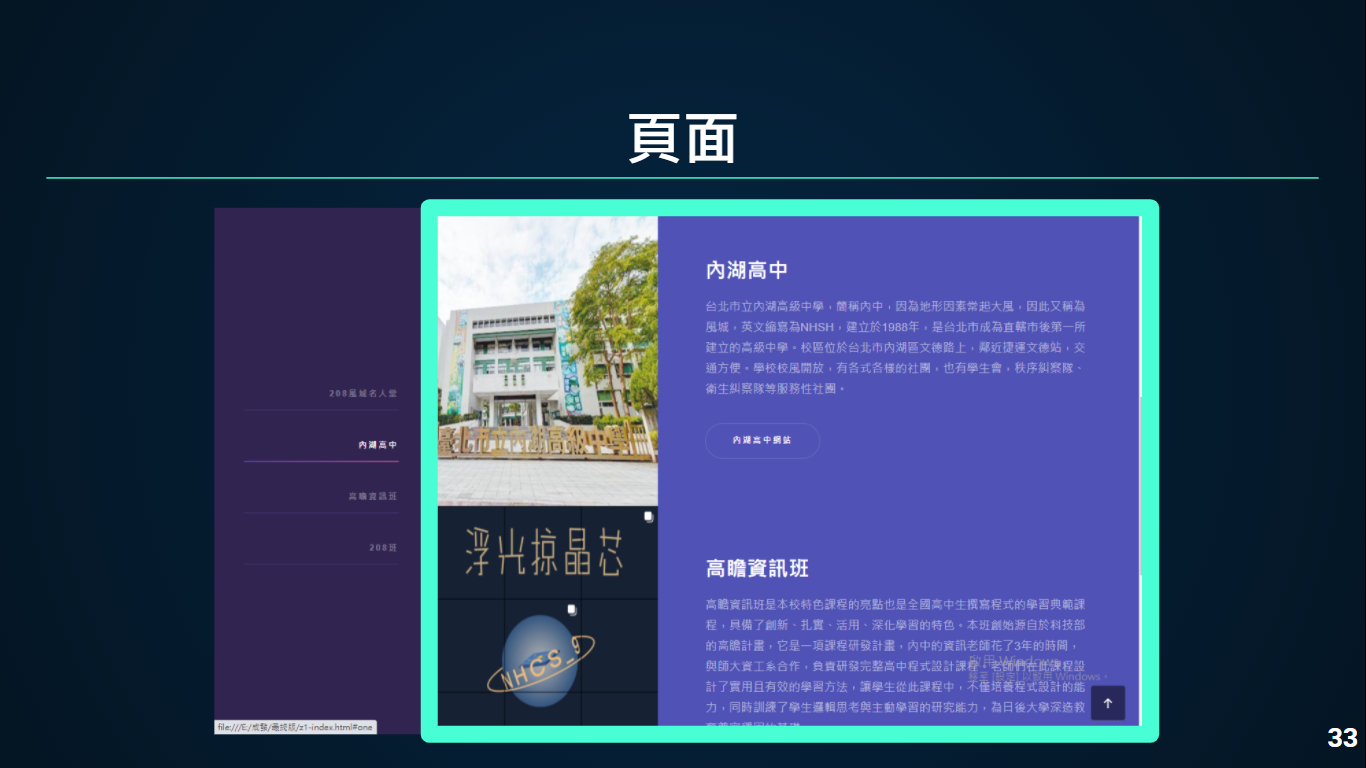 頁面
208風城名人堂
內湖高中
高瞻資訊班
208班
臺北市立內湖高級中學
浮光掠晶芯
NHCS_9
內湖高中
台北市立內湖高級中學，簡稱內中，因為地形因素常起大風，因此又稱為
風城，英文縮寫為NHSH，建立於1988年，是台北市成為直轄市後第一所
建立的高級中學。校區位於台北市內湖區文德路上，鄰近捷運文德站，交
通方便。學校校風開放，有各式各樣的社團，也有學生會，秩序糾察隊、
衛生糾察隊等服務性社團。
內湖高中網站
高瞻資訊班
高瞻資訊班是本校特色課程的亮點也是全國高中生撰寫程式的學習典範課
程，具備了創新、扎實、活用、深化學習的特色。本班創始源自於科技部
的高瞻計畫，它是一項課程研發計畫，內中的資訊老師花了3年的時間，
與師大資工系合作，負責研發完整高中程式設計課程。老師們在此課程設
計了實用且有效的學習方法，讓學生從此課程中，不僅培養程式設計的能
力，同時訓練了學生邏輯思考與主動學習的研究能力，為日後大學深造教
啟用 Windows
移至 [設定] 以啟用 Windows。
file:///E:/成發/最終版/z1-index.html#one
33